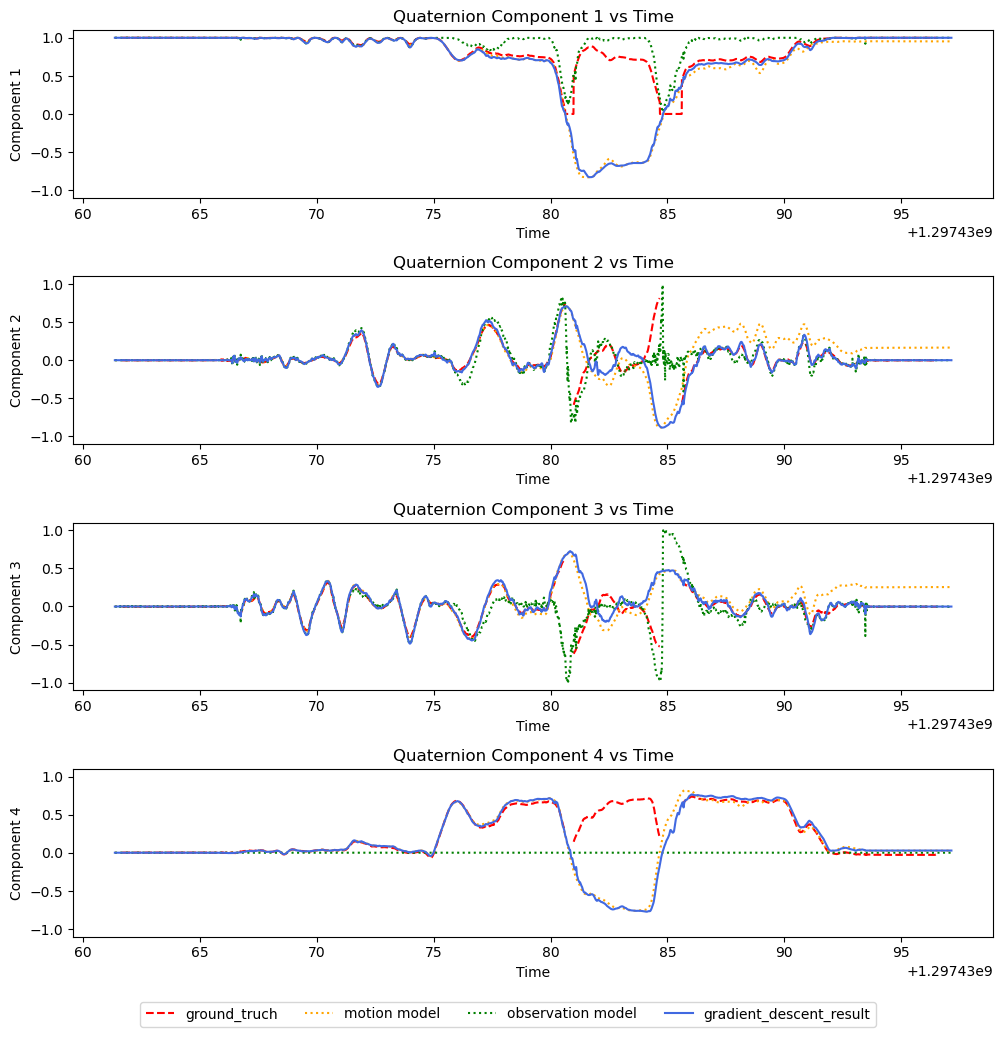 Quaternion Component 1 vs Time
Component 1
1.0
0.5
0.0
−0.5
−1.0
60 65 70 75 80 85 90 95
Time
+1.29743e9
Quaternion Component 2 vs Time
Component 2
1.0
0.5
0.0
−0.5
−1.0
60 65 70 75 80 85 90 95
Time
+1.29743e9
Quaternion Component 3 vs Time
Component 3
1.0
0.5
0.0
−0.5
−1.0
60 65 70 75 80 85 90 95
Time
+1.29743e9
Quaternion Component 4 vs Time
Component 4
1.0
0.5
0.0
−0.5
−1.0
60 65 70 75 80 85 90 95
Time
+1.29743e9
ground_truch motion model observation model gradient_descent_result